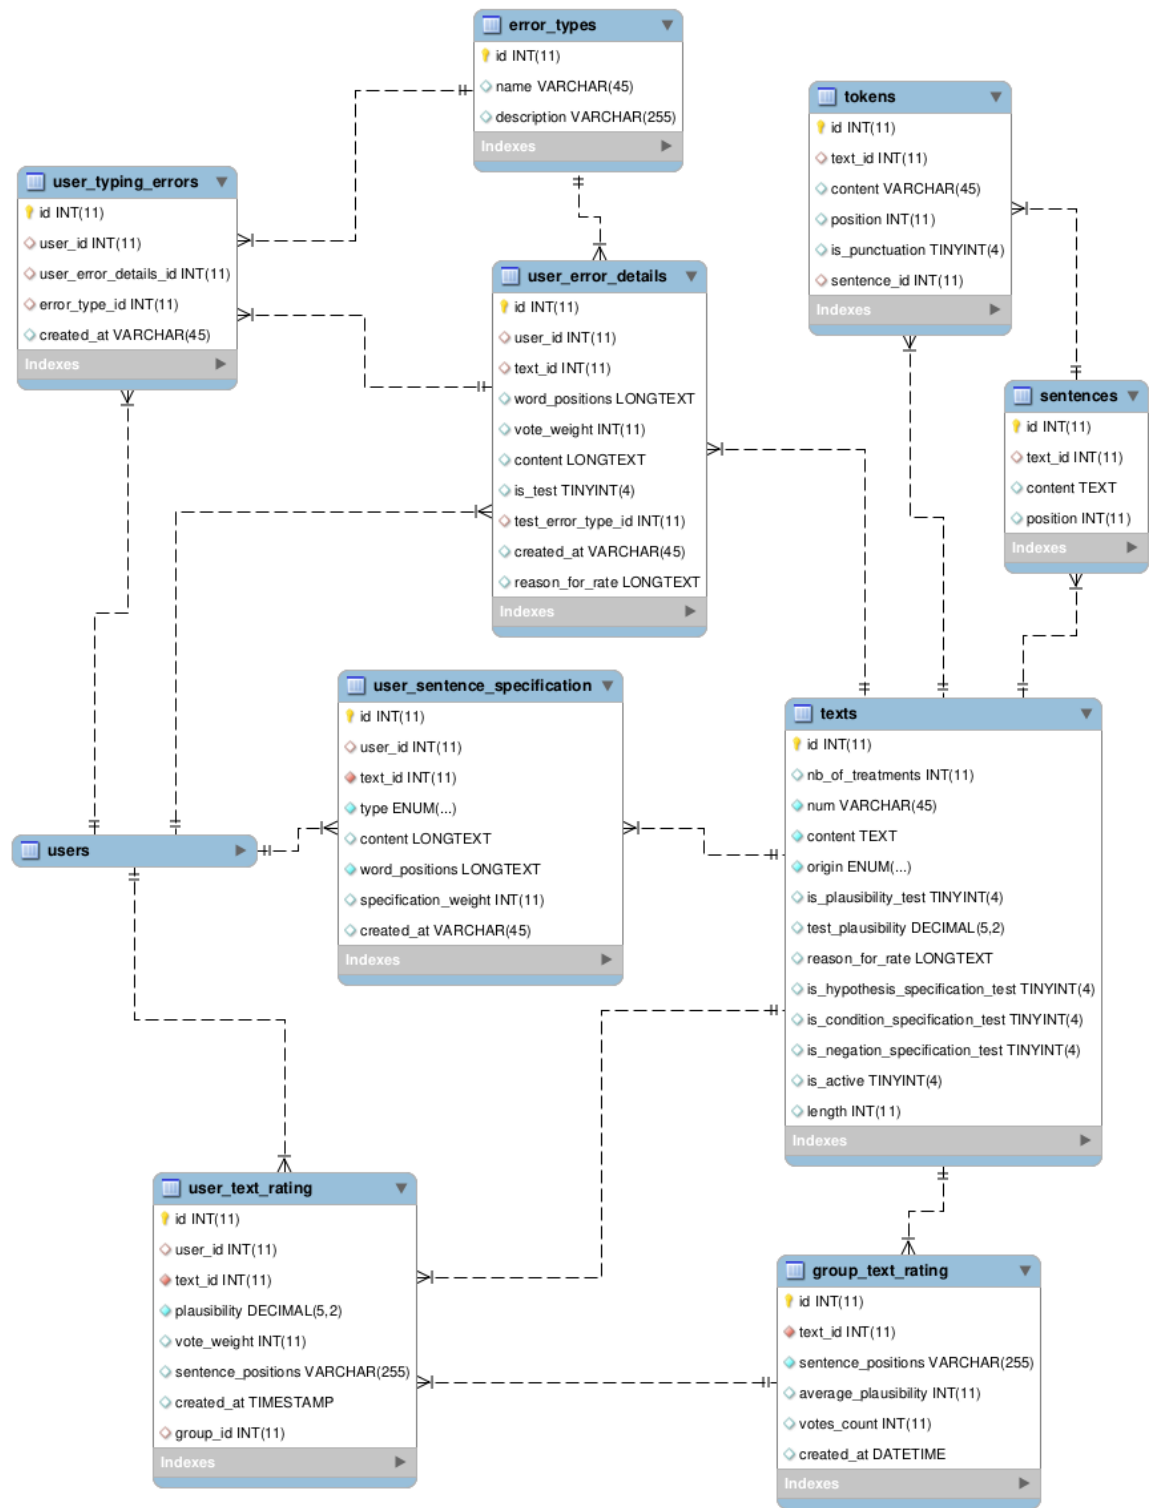 error_types
id INT(11)
name VARCHAR(45)
description VARCHAR(255)
Indexes
tokens
id INT(11)
text_id INT(11)
content VARCHAR(45)
position INT(11)
is_punctuation TINYINT(4)
sentence_id INT(11)
Indexes
user_typing_errors
id INT(11)
user_id INT(11)
user_error_details_id INT(11)
error_type_id INT(11)
created_at VARCHAR(45)
Indexes
user_error_details
id INT(11)
user_id INT(11)
text_id INT(11)
word_positions LONGTEXT
vote_weight INT(11)
content LONGTEXT
is_test TINYINT(4)
test_error_type_id INT(11)
created_at VARCHAR(45)
reason_for_rate LONGTEXT
Indexes
sentences
id INT(11)
text_id INT(11)
content TEXT
position INT(11)
Indexes
user_sentence_specification
id INT(11)
user_id INT(11)
text_id INT(11)
type ENUM(...)
content LONGTEXT
word_positions LONGTEXT
specification_weight INT(11)
created_at VARCHAR(45)
Indexes
texts
id INT(11)
nb_of_treatments INT(11)
num VARCHAR(45)
content TEXT
origin ENUM(...)
is_plausibility_test TINYINT(4)
test_plausibility DECIMAL(5,2)
reason_for_rate LONGTEXT
is_hypothesis_specification_test TINYINT(4)
is_condition_specification_test TINYINT(4)
is_negation_specification_test TINYINT(4)
is_active TINYINT(4)
length INT(11)
Indexes
users
user_text_rating
id INT(11)
user_id INT(11)
text_id INT(11)
plausibility DECIMAL(5,2)
vote_weight INT(11)
sentence_positions VARCHAR(255)
created_at TIMESTAMP
group_id INT(11)
Indexes
group_text_rating
id INT(11)
text_id INT(11)
sentence_positions VARCHAR(255)
average_plausibility INT(11)
votes_count INT(11)
created_at DATETIME
Indexes